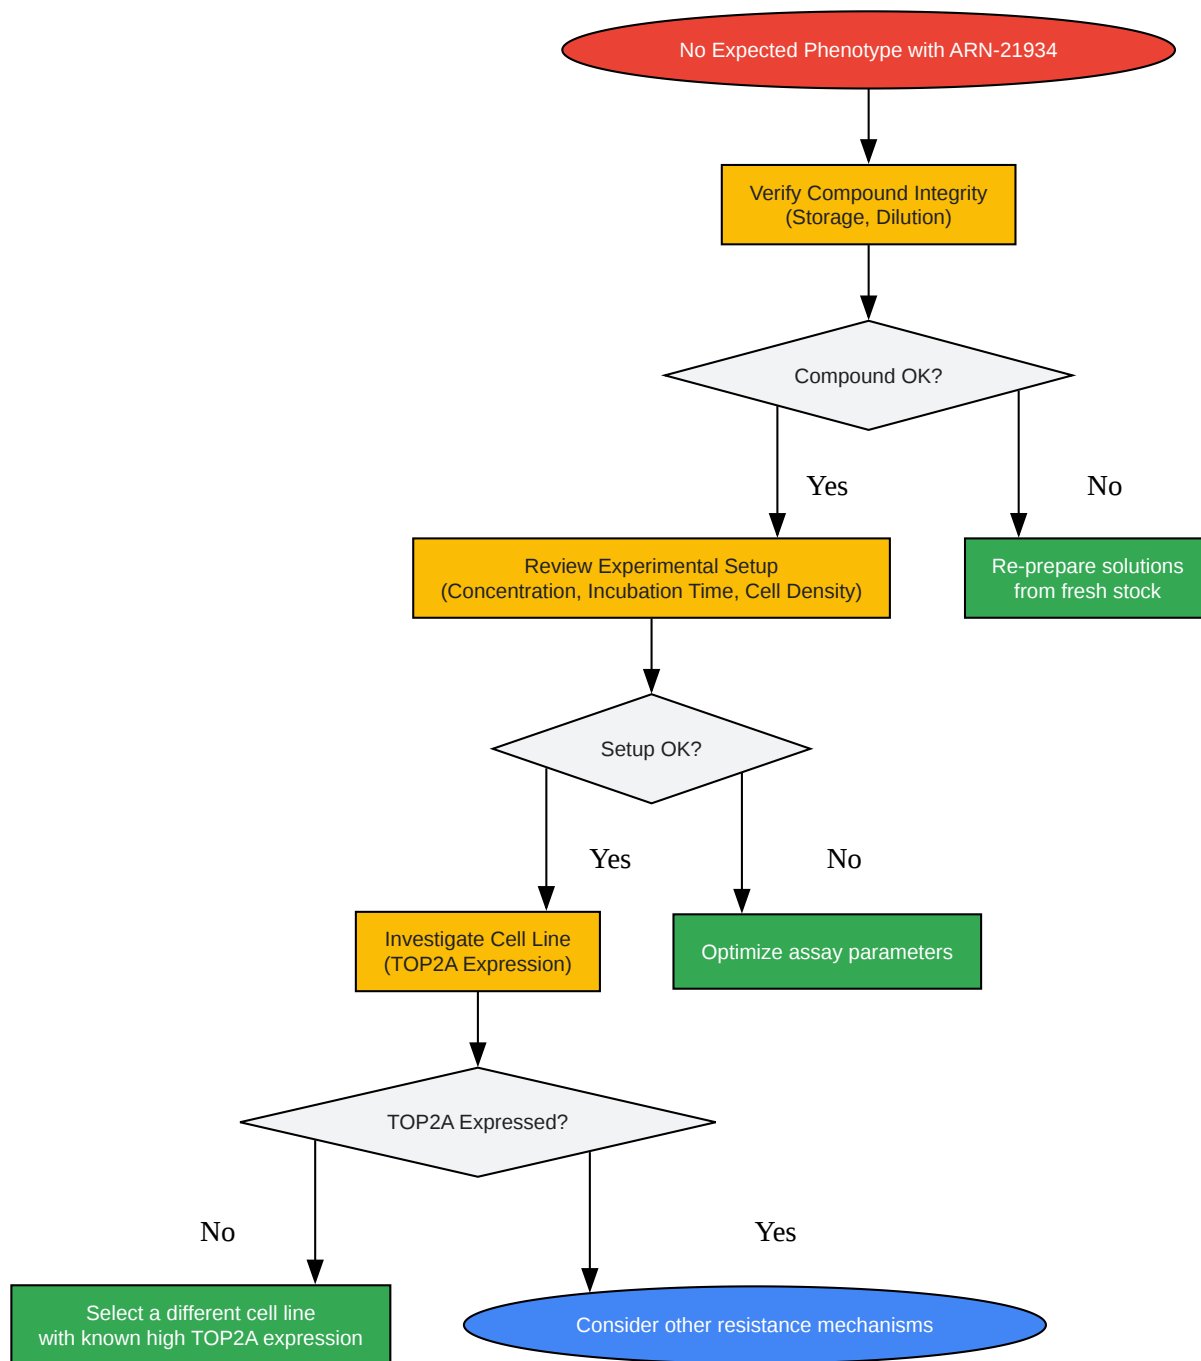 No Expected Phenotype with ARN-21934
Verify Compound Integrity
(Storage, Dilution)
Compound OK?
Yes
No
Review Experimental Setup
(Concentration, Incubation Time, Cell Density)
Re-prepare solutions
from fresh stock
Setup OK?
Yes
No
Investigate Cell Line
(TOP2A Expression)
Optimize assay parameters
TOP2A Expressed?
No
Yes
Select a different cell line
with known high TOP2A expression
Consider other resistance mechanisms